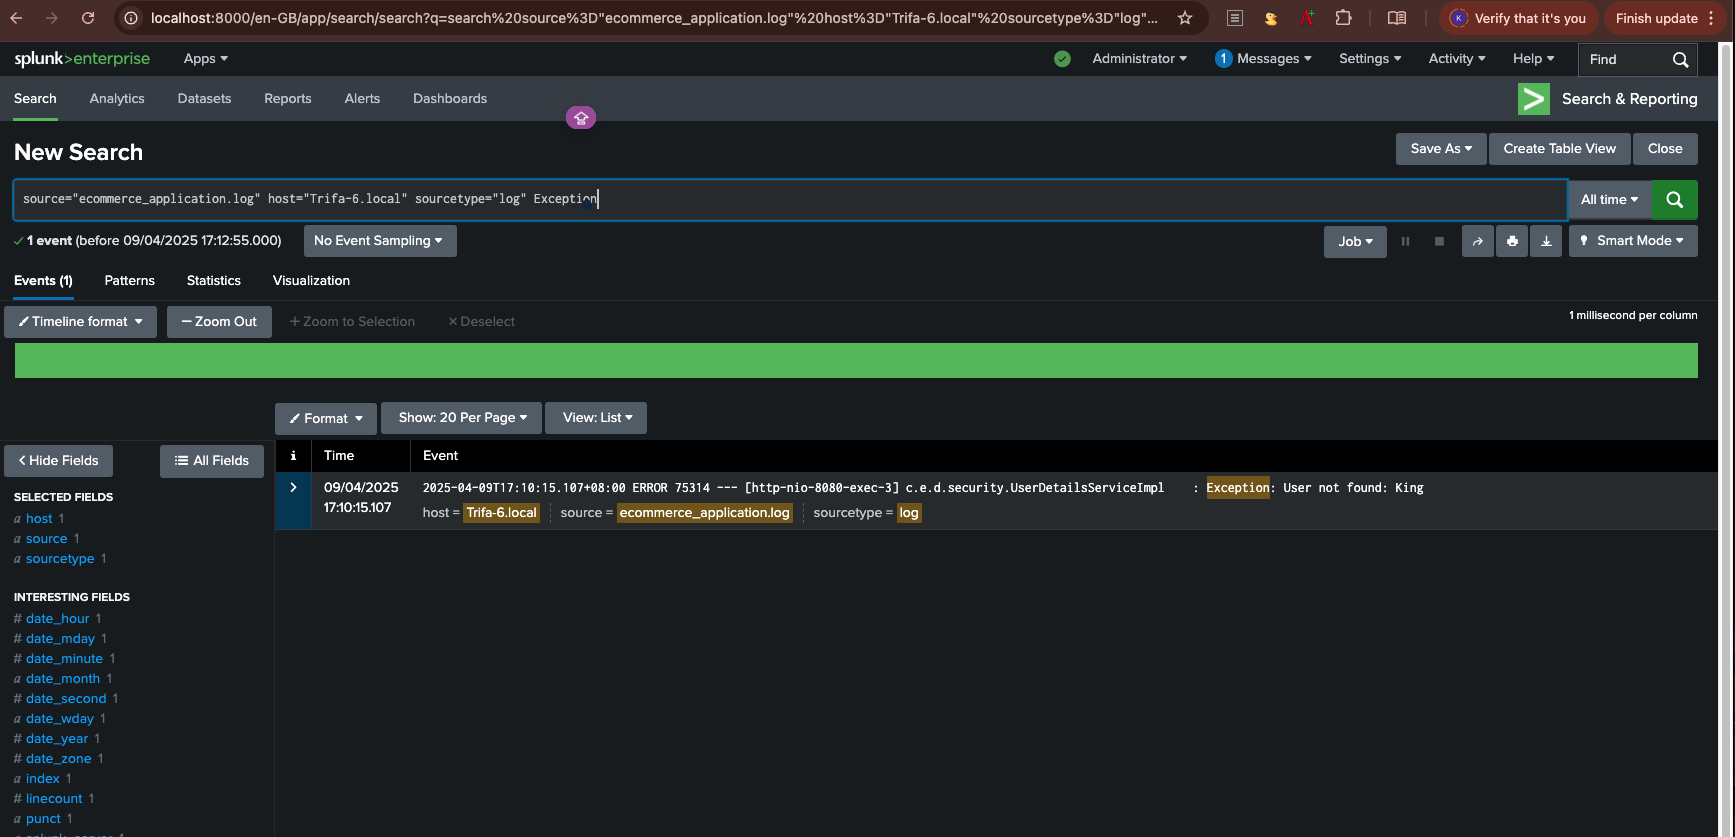 localhost:8000/en-GB/app/search/search?q=search%20source%3D"ecommerce_application.log"%20host%3D"Trifa-6.local"%20sourcetype%3D"log"...
K Verify that it's you
Finish update
splunk>enterprise Apps
Administrator 1 Messages Settings Activity Help Find
Search Analytics Datasets Reports Alerts Dashboards
Search & Reporting
New Search
Save As Create Table View Close
source="ecommerce_application.log" host="Trifa-6.local" sourcetype="log" Exception
All time
✓ 1 event (before 09/04/2025 17:12:55.000) No Event Sampling
Job Smart Mode
Events (1) Patterns Statistics Visualization
Timeline format — Zoom Out + Zoom to Selection × Deselect
1 millisecond per column
Format Show: 20 Per Page View: List
< Hide Fields All Fields
i Time Event
SELECTED FIELDS
a host 1
a source 1
a sourcetype 1
INTERESTING FIELDS
# date_hour 1
# date_mday 1
# date_minute 1
a date_month 1
# date_second 1
a date_wday 1
# date_year 1
# date_zone 1
a index 1
# linecount 1
a punct 1
09/04/2025
17:10:15.107
2025-04-09T17:10:15.107+08:00 ERROR 75314 --- [http-nio-8080-exec-3] c.e.d.security.UserDetailsServiceImpl : Exception: User not found: King
host = Trifa-6.local source = ecommerce_application.log sourcetype = log